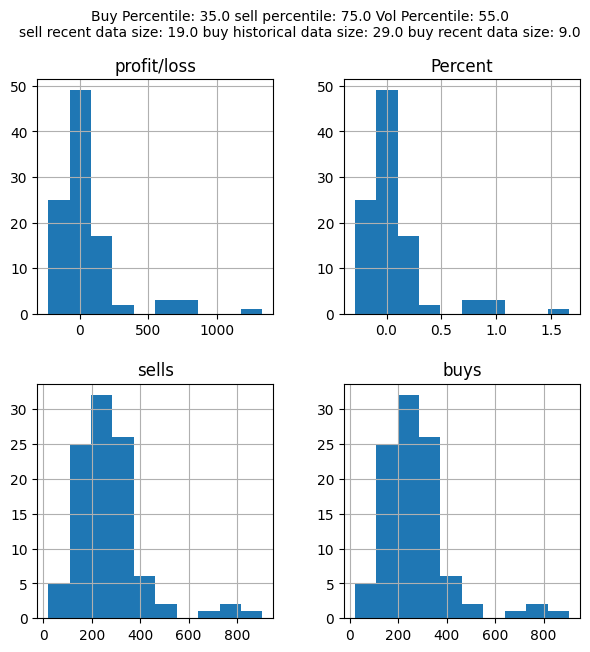 Buy Percentile: 35.0 sell percentile: 75.0 Vol Percentile: 55.0
sell recent data size: 19.0 buy historical data size: 29.0 buy recent data size: 9.0
profit/loss
50
40
30
20
10
0
0 500 1000
Percent
50
40
30
20
10
0
0.0 0.5 1.0 1.5
sells
30
25
20
15
10
5
0
0 200 400 600 800
buys
30
25
20
15
10
5
0
0 200 400 600 800